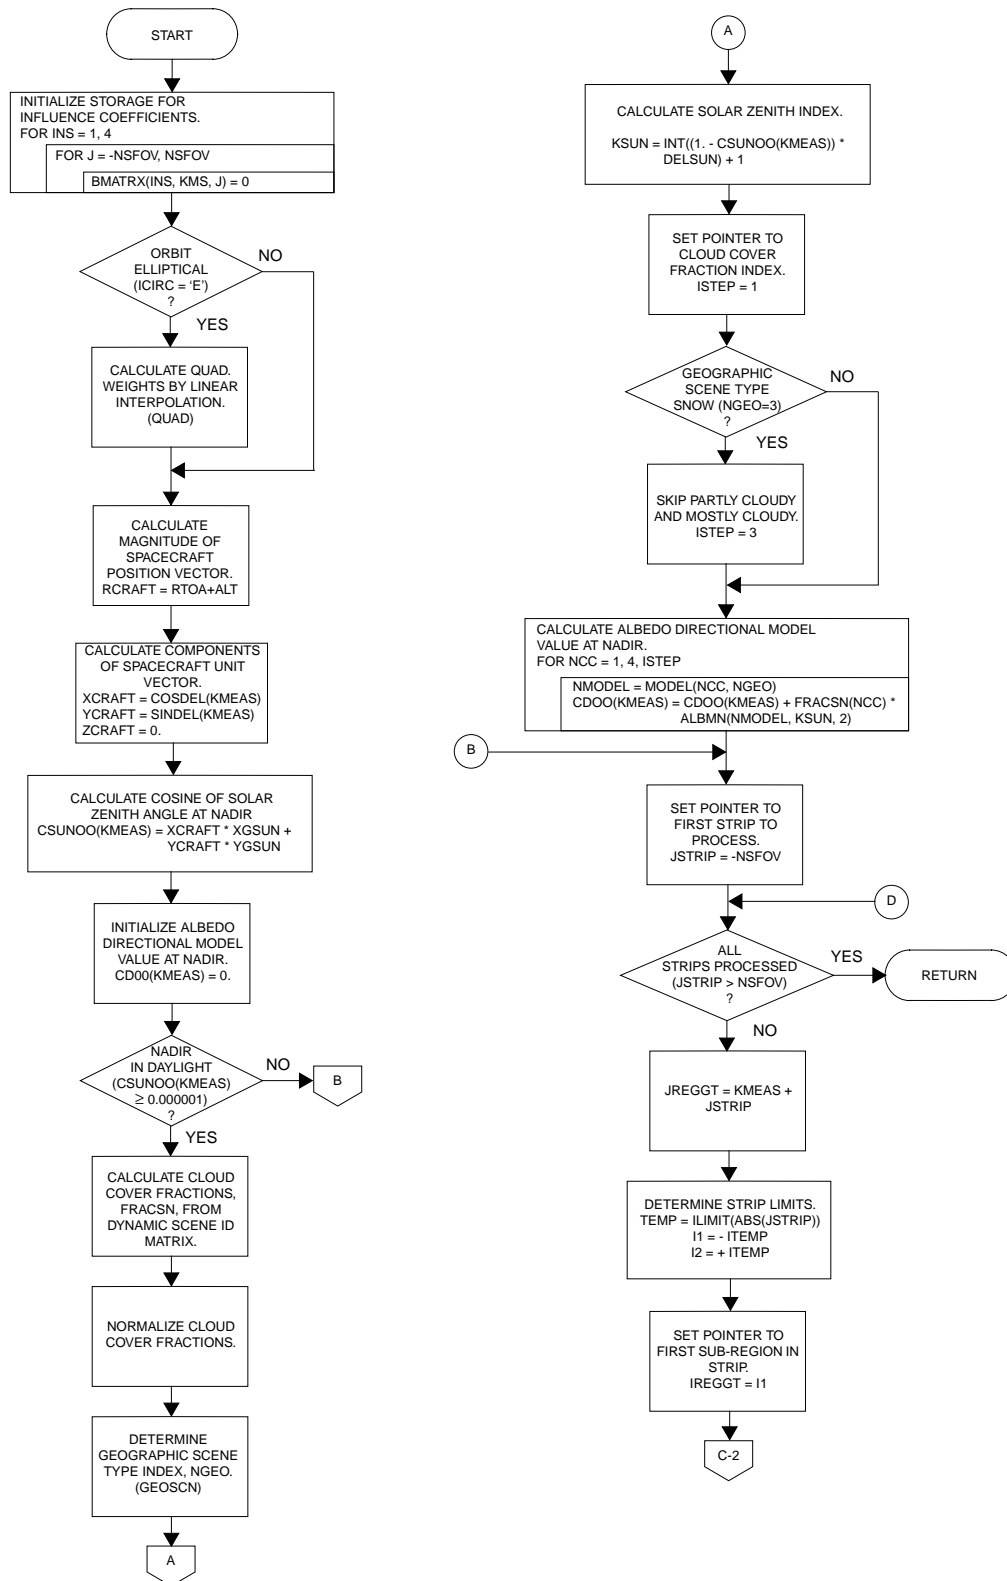 START
INITIALIZE STORAGE FOR
INFLUENCE COEFFICIENTS.
FOR INS = 1, 4
FOR J = -NSFOV, NSFOV
BMATRX(INS, KMS, J) = 0
ORBIT
ELLIPTICAL
(ICIRC = ‘E’)
?
NO
YES
CALCULATE QUAD.
WEIGHTS BY LINEAR
INTERPOLATION.
(QUAD)
CALCULATE
MAGNITUDE OF
SPACECRAFT
POSITION VECTOR.
RCRAFT = RTOA+ALT
CALCULATE COMPONENTS
OF SPACECRAFT UNIT
VECTOR.
XCRAFT = COSDEL(KMEAS)
YCRAFT = SINDEL(KMEAS)
ZCRAFT = 0.
CALCULATE COSINE OF SOLAR
ZENITH ANGLE AT NADIR
CSUNOO(KMEAS) = XCRAFT * XGSUN +
YCRAFT * YGSUN
INITIALIZE ALBEDO
DIRECTIONAL MODEL
VALUE AT NADIR.
CD00(KMEAS) = 0.
NADIR
IN DAYLIGHT
(CSUNOO(KMEAS)
≥ 0.000001)
?
NO
B
YES
CALCULATE CLOUD
COVER FRACTIONS,
FRACSN, FROM
DYNAMIC SCENE ID
MATRIX.
NORMALIZE CLOUD
COVER FRACTIONS.
DETERMINE
GEOGRAPHIC SCENE
TYPE INDEX, NGEO.
(GEOSCN)
A
A
CALCULATE SOLAR ZENITH INDEX.
KSUN = INT((1. - CSUNOO(KMEAS)) *
DELSUN) + 1
SET POINTER TO
CLOUD COVER
FRACTION INDEX.
ISTEP = 1
GEOGRAPHIC
SCENE TYPE
SNOW (NGEO=3)
?
NO
YES
SKIP PARTLY CLOUDY
AND MOSTLY CLOUDY.
ISTEP = 3
CALCULATE ALBEDO DIRECTIONAL MODEL
VALUE AT NADIR.
FOR NCC = 1, 4, ISTEP
NMODEL = MODEL(NCC, NGEO)
CDOO(KMEAS) = CDOO(KMEAS) + FRACSN(NCC) *
ALBMN(NMODEL, KSUN, 2)
B
SET POINTER TO
FIRST STRIP TO
PROCESS.
JSTRIP = -NSFOV
D
ALL
STRIPS PROCESSED
(JSTRIP > NSFOV)
?
YES
RETURN
NO
JREGGT = KMEAS +
JSTRIP
DETERMINE STRIP LIMITS.
TEMP = ILIMIT(ABS(JSTRIP))
I1 = - ITEMP
I2 = + ITEMP
SET POINTER TO
FIRST SUB-REGION IN
STRIP.
IREGGT = I1
C-2